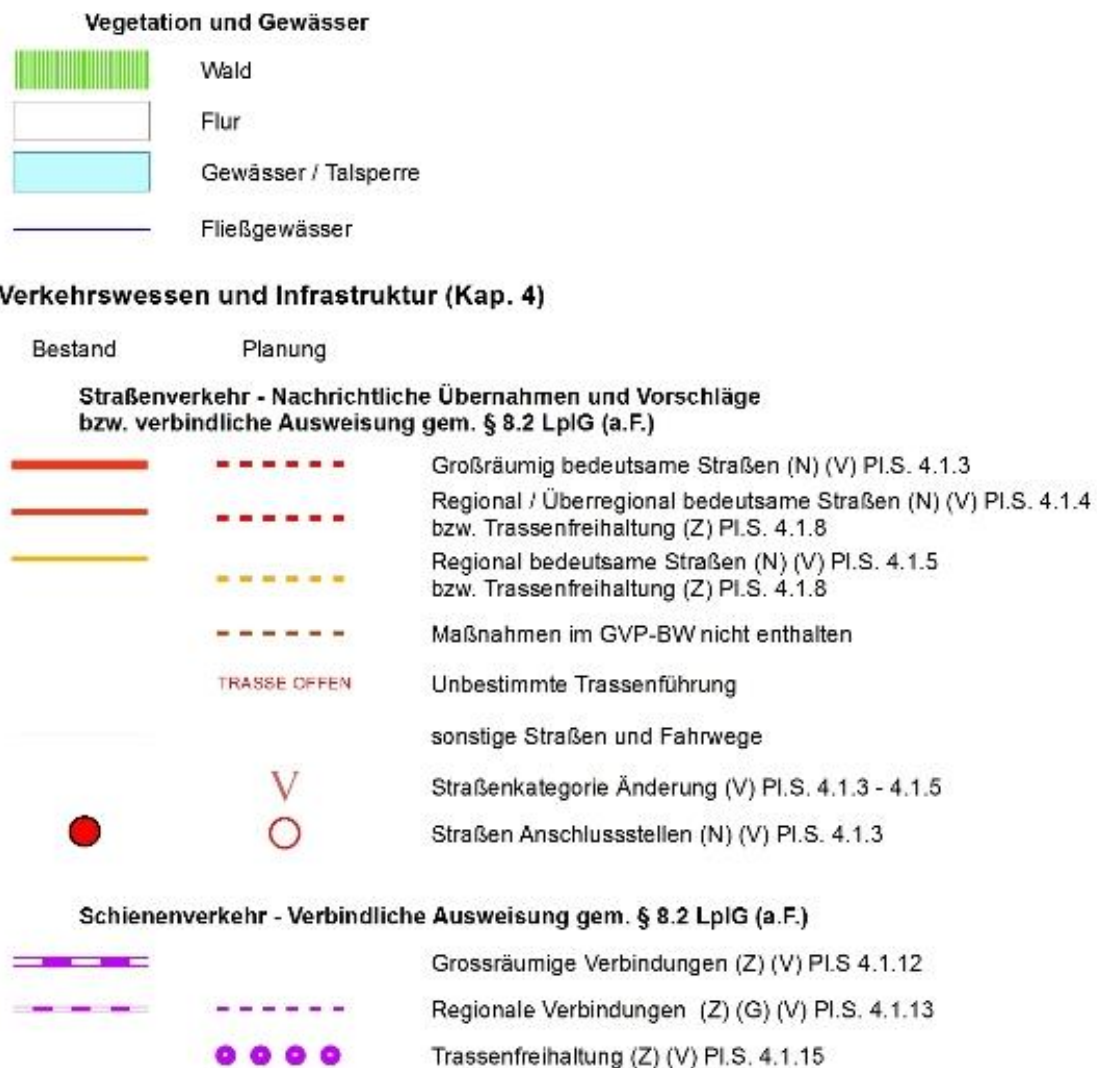 Vegetation und Gewässer
Wald
Flur
Gewässer / Talsperre
Fließgewässer
Verkehrswesen und Infrastruktur (Kap. 4)
Bestand Planung
Straßenverkehr - Nachrichtliche Übernahmen und Vorschläge
bzw. verbindliche Ausweisung gem. § 8.2 LplG (a.F.)
Großräumig bedeutsame Straßen (N) (V) Pl.S. 4.1.3
Regional / Überregional bedeutsame Straßen (N) (V) Pl.S. 4.1.4
bzw. Trassenfreihaltung (Z) Pl.S. 4.1.8
Regional bedeutsame Straßen (N) (V) Pl.S. 4.1.5
bzw. Trassenfreihaltung (Z) Pl.S. 4.1.8
Maßnahmen im GVP-BW nicht enthalten
TRASSE OFFEN Unbestimmte Trassenführung
sonstige Straßen und Fahrwege
V Straßenkategorie Änderung (V) Pl.S. 4.1.3 - 4.1.5
Straßen Anschlussstellen (N) (V) Pl.S. 4.1.3
Schienenverkehr - Verbindliche Ausweisung gem. § 8.2 LplG (a.F.)
Grossräumige Verbindungen (Z) (V) Pl.S 4.1.12
Regionale Verbindungen (Z) (G) (V) Pl.S. 4.1.13
Trassenfreihaltung (Z) (V) Pl.S. 4.1.15